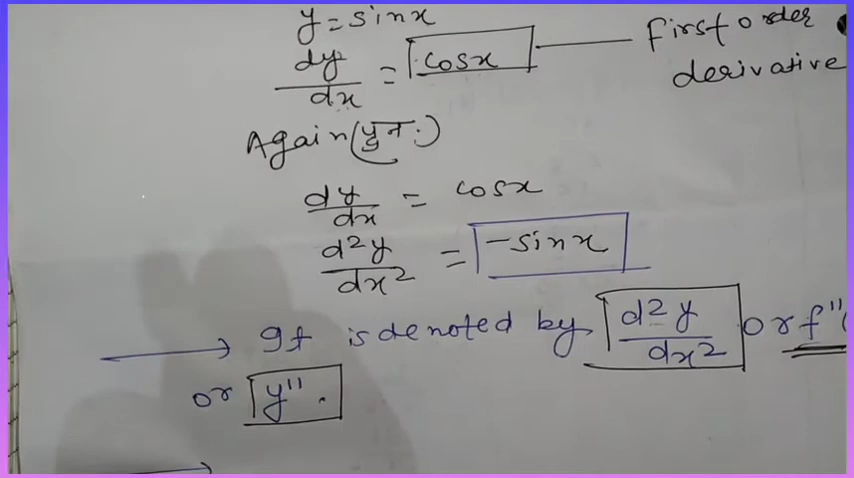 y = sinx
dy/dx = cosx — First order derivative
Again (पुनः)
dy/dx = cosx
d²y/dx² = -sinx
→ It is denoted by d²y/dx² or f"(
or y".
→